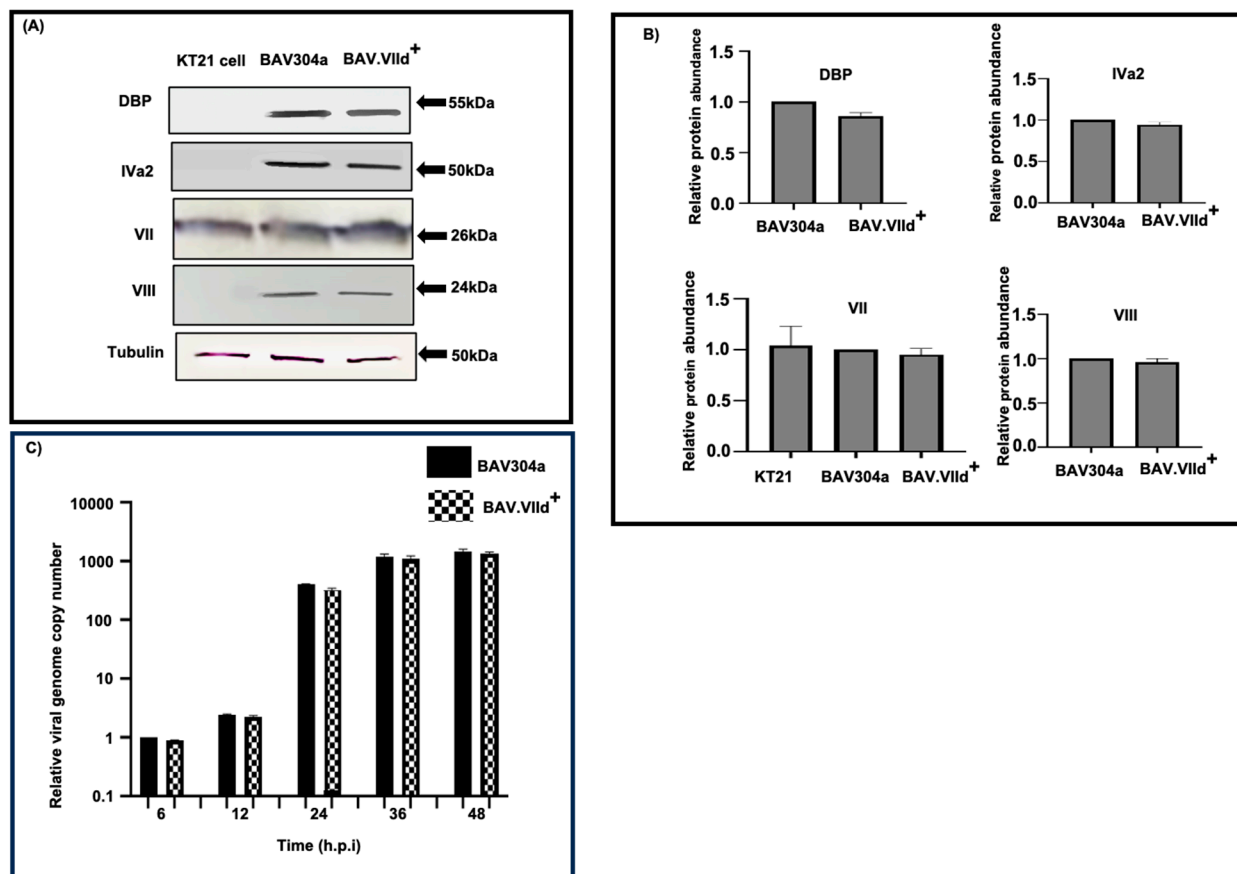 (A)
KT21 cell BAV304a BAV.VIId+
DBP 55kDa
IVa2 50kDa
VII 26kDa
VIII 24kDa
Tubulin 50kDa
B)
DBP
Relative protein abundance
1.5
1.0
0.5
0.0
BAV304a BAV.VIId+
IVa2
Relative protein abundance
1.5
1.0
0.5
0.0
BAV304a BAV.VIId+
VII
Relative protein abundance
1.5
1.0
0.5
0.0
KT21 BAV304a BAV.VIId+
VIII
Relative protein abundance
1.5
1.0
0.5
0.0
BAV304a BAV.VIId+
C)
BAV304a
BAV.VIId+
Relative viral genome copy number
10000
1000
100
10
1
0.1
6 12 24 36 48
Time (h.p.i)